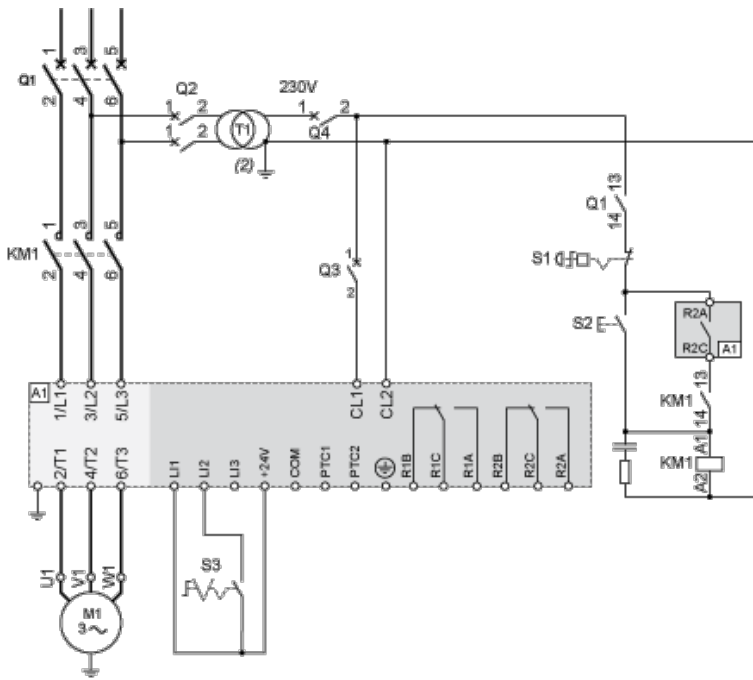 1 3 5
Q1
2 4 6
Q2
1 2
1 2
T1
(2)
230V
1 2
Q4
13
Q1
14
1 3 5
KM1
2 4 6
1
Q3
2
S1
S2
R2A
R2C A1
13
KM1
14
A1
KM1
A2
A1
1/L1 3/L2 5/L3 CL1 CL2
2/T1 4/T2 6/T3 LI1 LI2 LI3 +24V COM PTC1 PTC2 R1B R1C R1A R2B R2C R2A
S3
U1 V1 W1
M1
3